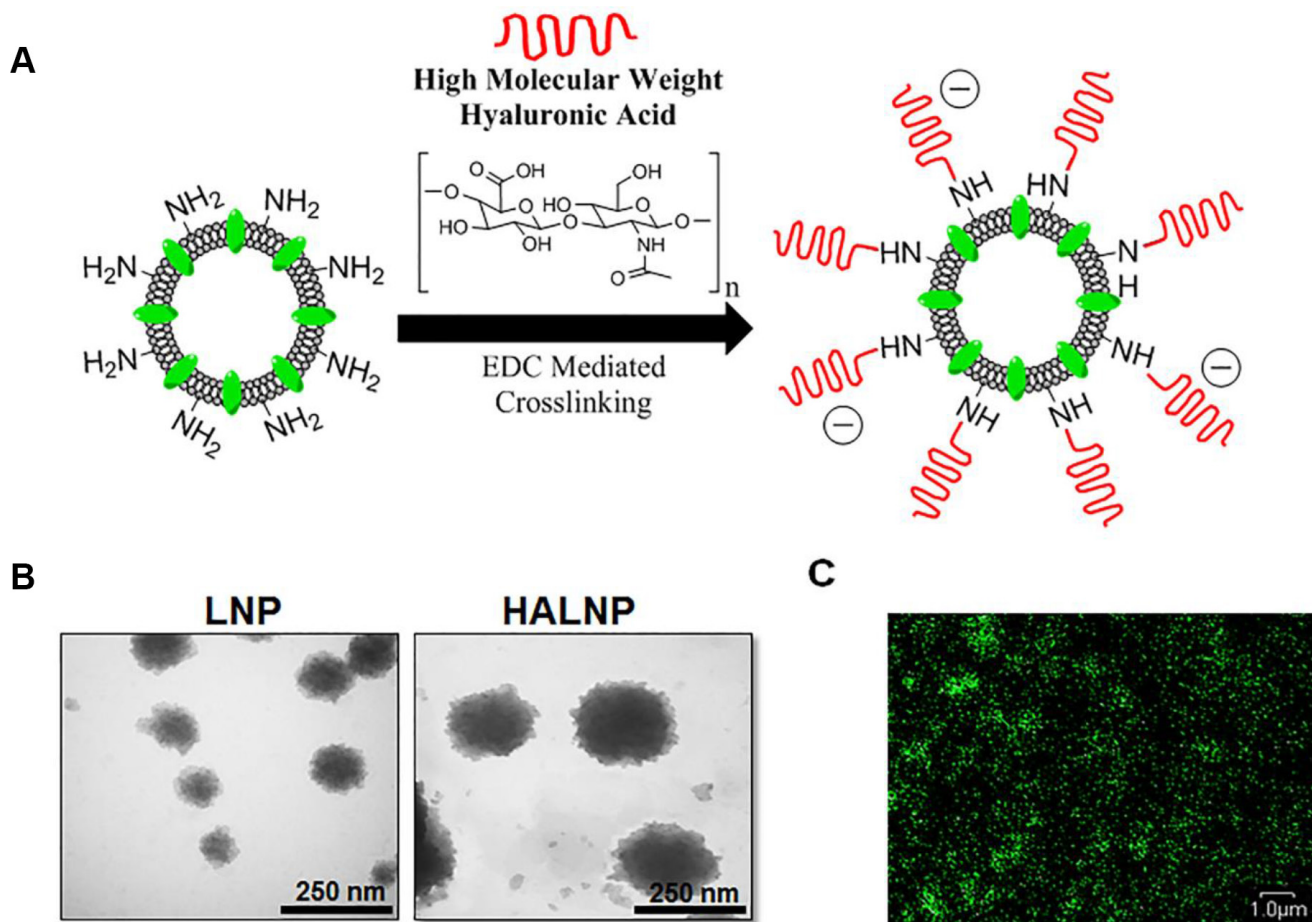 A
High Molecular Weight
Hyaluronic Acid
O
OH
OH
O
HO
O
HO
O
O
O
HO
OH
NH
O
n
EDC Mediated
Crosslinking
NH2
NH2
H2N
NH2
H2N
NH2
NH2
NH2
−
NH
HN
HN
N
H
HN
NH
−
−
NH
NH
B
LNP
HALNP
250 nm
250 nm
C
1.0μm